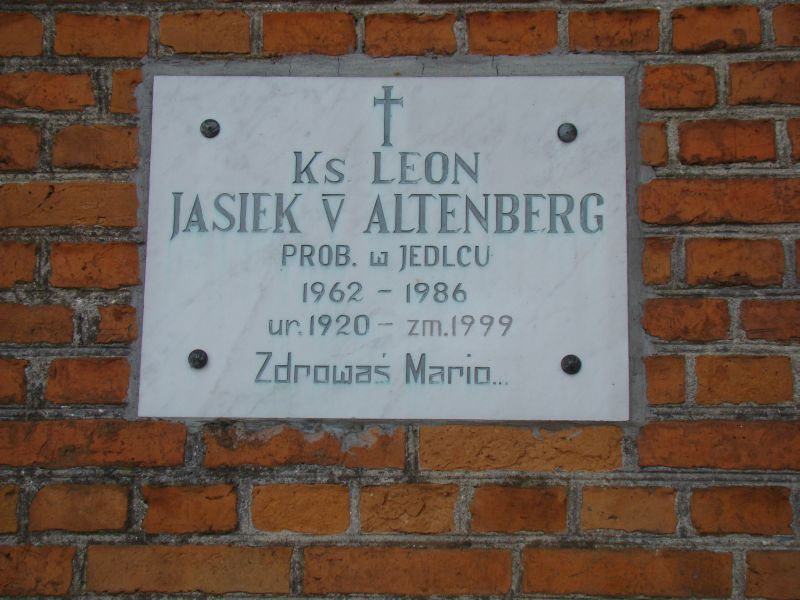 Ks LEON
JASIEK V ALTENBERG
PROB. w JEDLCU
1962 - 1986
ur. 1920 - zm. 1999
Zdrowaś Mario...